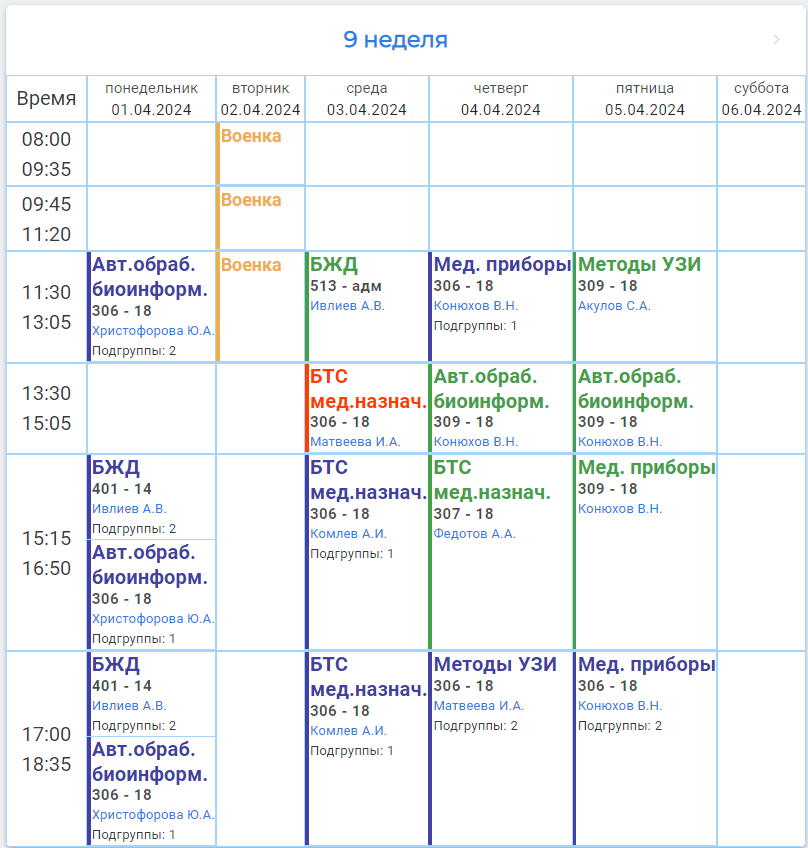 9 неделя
Время
понедельник
01.04.2024
вторник
02.04.2024
среда
03.04.2024
четверг
04.04.2024
пятница
05.04.2024
суббота
06.04.2024
08:00
09:35
Военка
09:45
11:20
Военка
11:30
13:05
Авт.обраб.
биоинформ.
306 - 18
Христофорова Ю.А.
Подгруппы: 2
Военка
БЖД
513 - адм
Ивлиев А.В.
Мед. приборы
306 - 18
Конюхов В.Н.
Подгруппы: 1
Методы УЗИ
309 - 18
Акулов С.А.
13:30
15:05
БТС
мед.назнач.
306 - 18
Матвеева И.А.
Авт.обраб.
биоинформ.
309 - 18
Конюхов В.Н.
Авт.обраб.
биоинформ.
309 - 18
Конюхов В.Н.
15:15
16:50
БЖД
401 - 14
Ивлиев А.В.
Подгруппы: 2
Авт.обраб.
биоинформ.
306 - 18
Христофорова Ю.А.
Подгруппы: 1
БТС
мед.назнач.
306 - 18
Комлев А.И.
Подгруппы: 1
БТС
мед.назнач.
307 - 18
Федотов А.А.
Мед. приборы
309 - 18
Конюхов В.Н.
17:00
18:35
БЖД
401 - 14
Ивлиев А.В.
Подгруппы: 2
Авт.обраб.
биоинформ.
306 - 18
Христофорова Ю.А.
Подгруппы: 1
БТС
мед.назнач.
306 - 18
Комлев А.И.
Подгруппы: 1
Методы УЗИ
306 - 18
Матвеева И.А.
Подгруппы: 2
Мед. приборы
306 - 18
Конюхов В.Н.
Подгруппы: 2